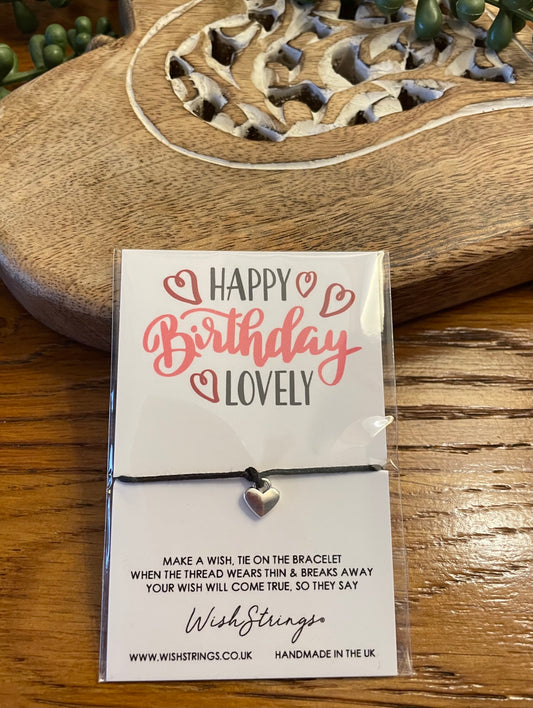 HAPPY
Birthday
LOVELY
MAKE A WISH, TIE ON THE BRACELET
WHEN THE THREAD WEARS THIN & BREAKS AWAY
YOUR WISH WILL COME TRUE, SO THEY SAY
WishStrings®
WWW.WISHSTRINGS.CO.UK HANDMADE IN THE UK